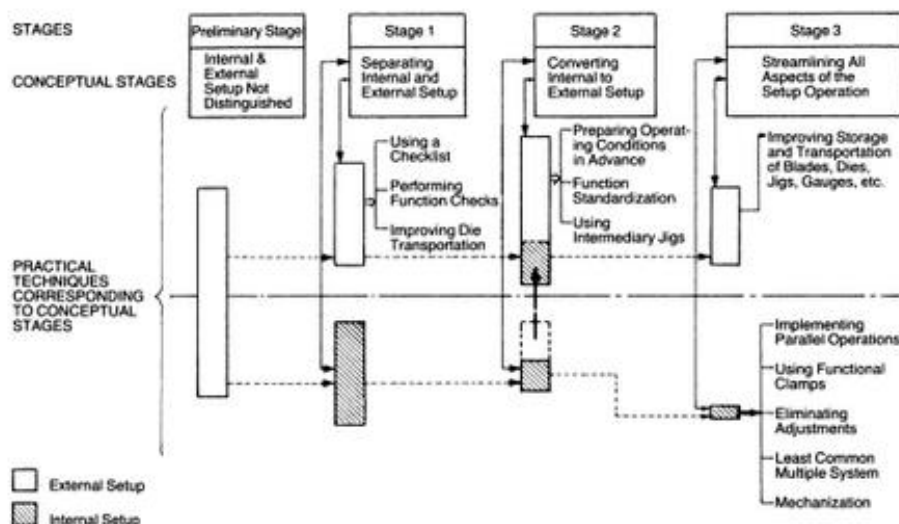 STAGES
Preliminary Stage
Stage 1
Stage 2
Stage 3
CONCEPTUAL STAGES
Internal &
External
Setup Not
Distinguished
Separating
Internal and
External Setup
Converting
Internal to
External Setup
Streamlining All
Aspects of the
Setup Operation
Using a
Checklist
Performing
Function Checks
Improving Die
Transportation
Preparing Operat-
ing Conditions
in Advance
Function
Standardization
Using
Intermediary Jigs
Improving Storage
and Transportation
of Blades, Dies,
Jigs, Gauges, etc.
PRACTICAL
TECHNIQUES
CORRESPONDING
TO CONCEPTUAL
STAGES
Implementing
Parallel Operations
Using Functional
Clamps
Eliminating
Adjustments
Least Common
Multiple System
Mechanization
External Setup
Internal Setup